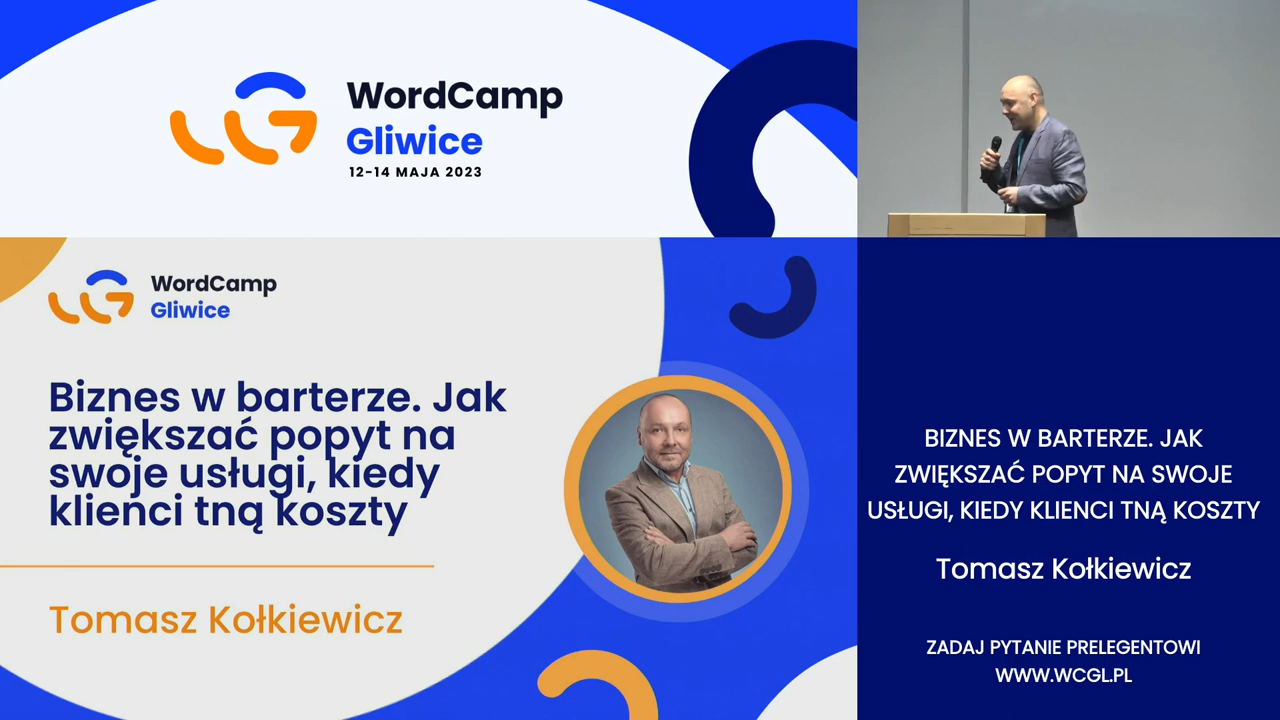 WordCamp
Gliwice
12-14 MAJA 2023
WordCamp
Gliwice
Biznes w barterze. Jak
zwiększać popyt na
swoje usługi, kiedy
klienci tną koszty
Tomasz Kołkiewicz
BIZNES W BARTERZE. JAK
ZWIĘKSZAĆ POPYT NA SWOJE
USŁUGI, KIEDY KLIENCI TNĄ KOSZTY
Tomasz Kołkiewicz
ZADAJ PYTANIE PRELEGENTOWI
WWW.WCGL.PL